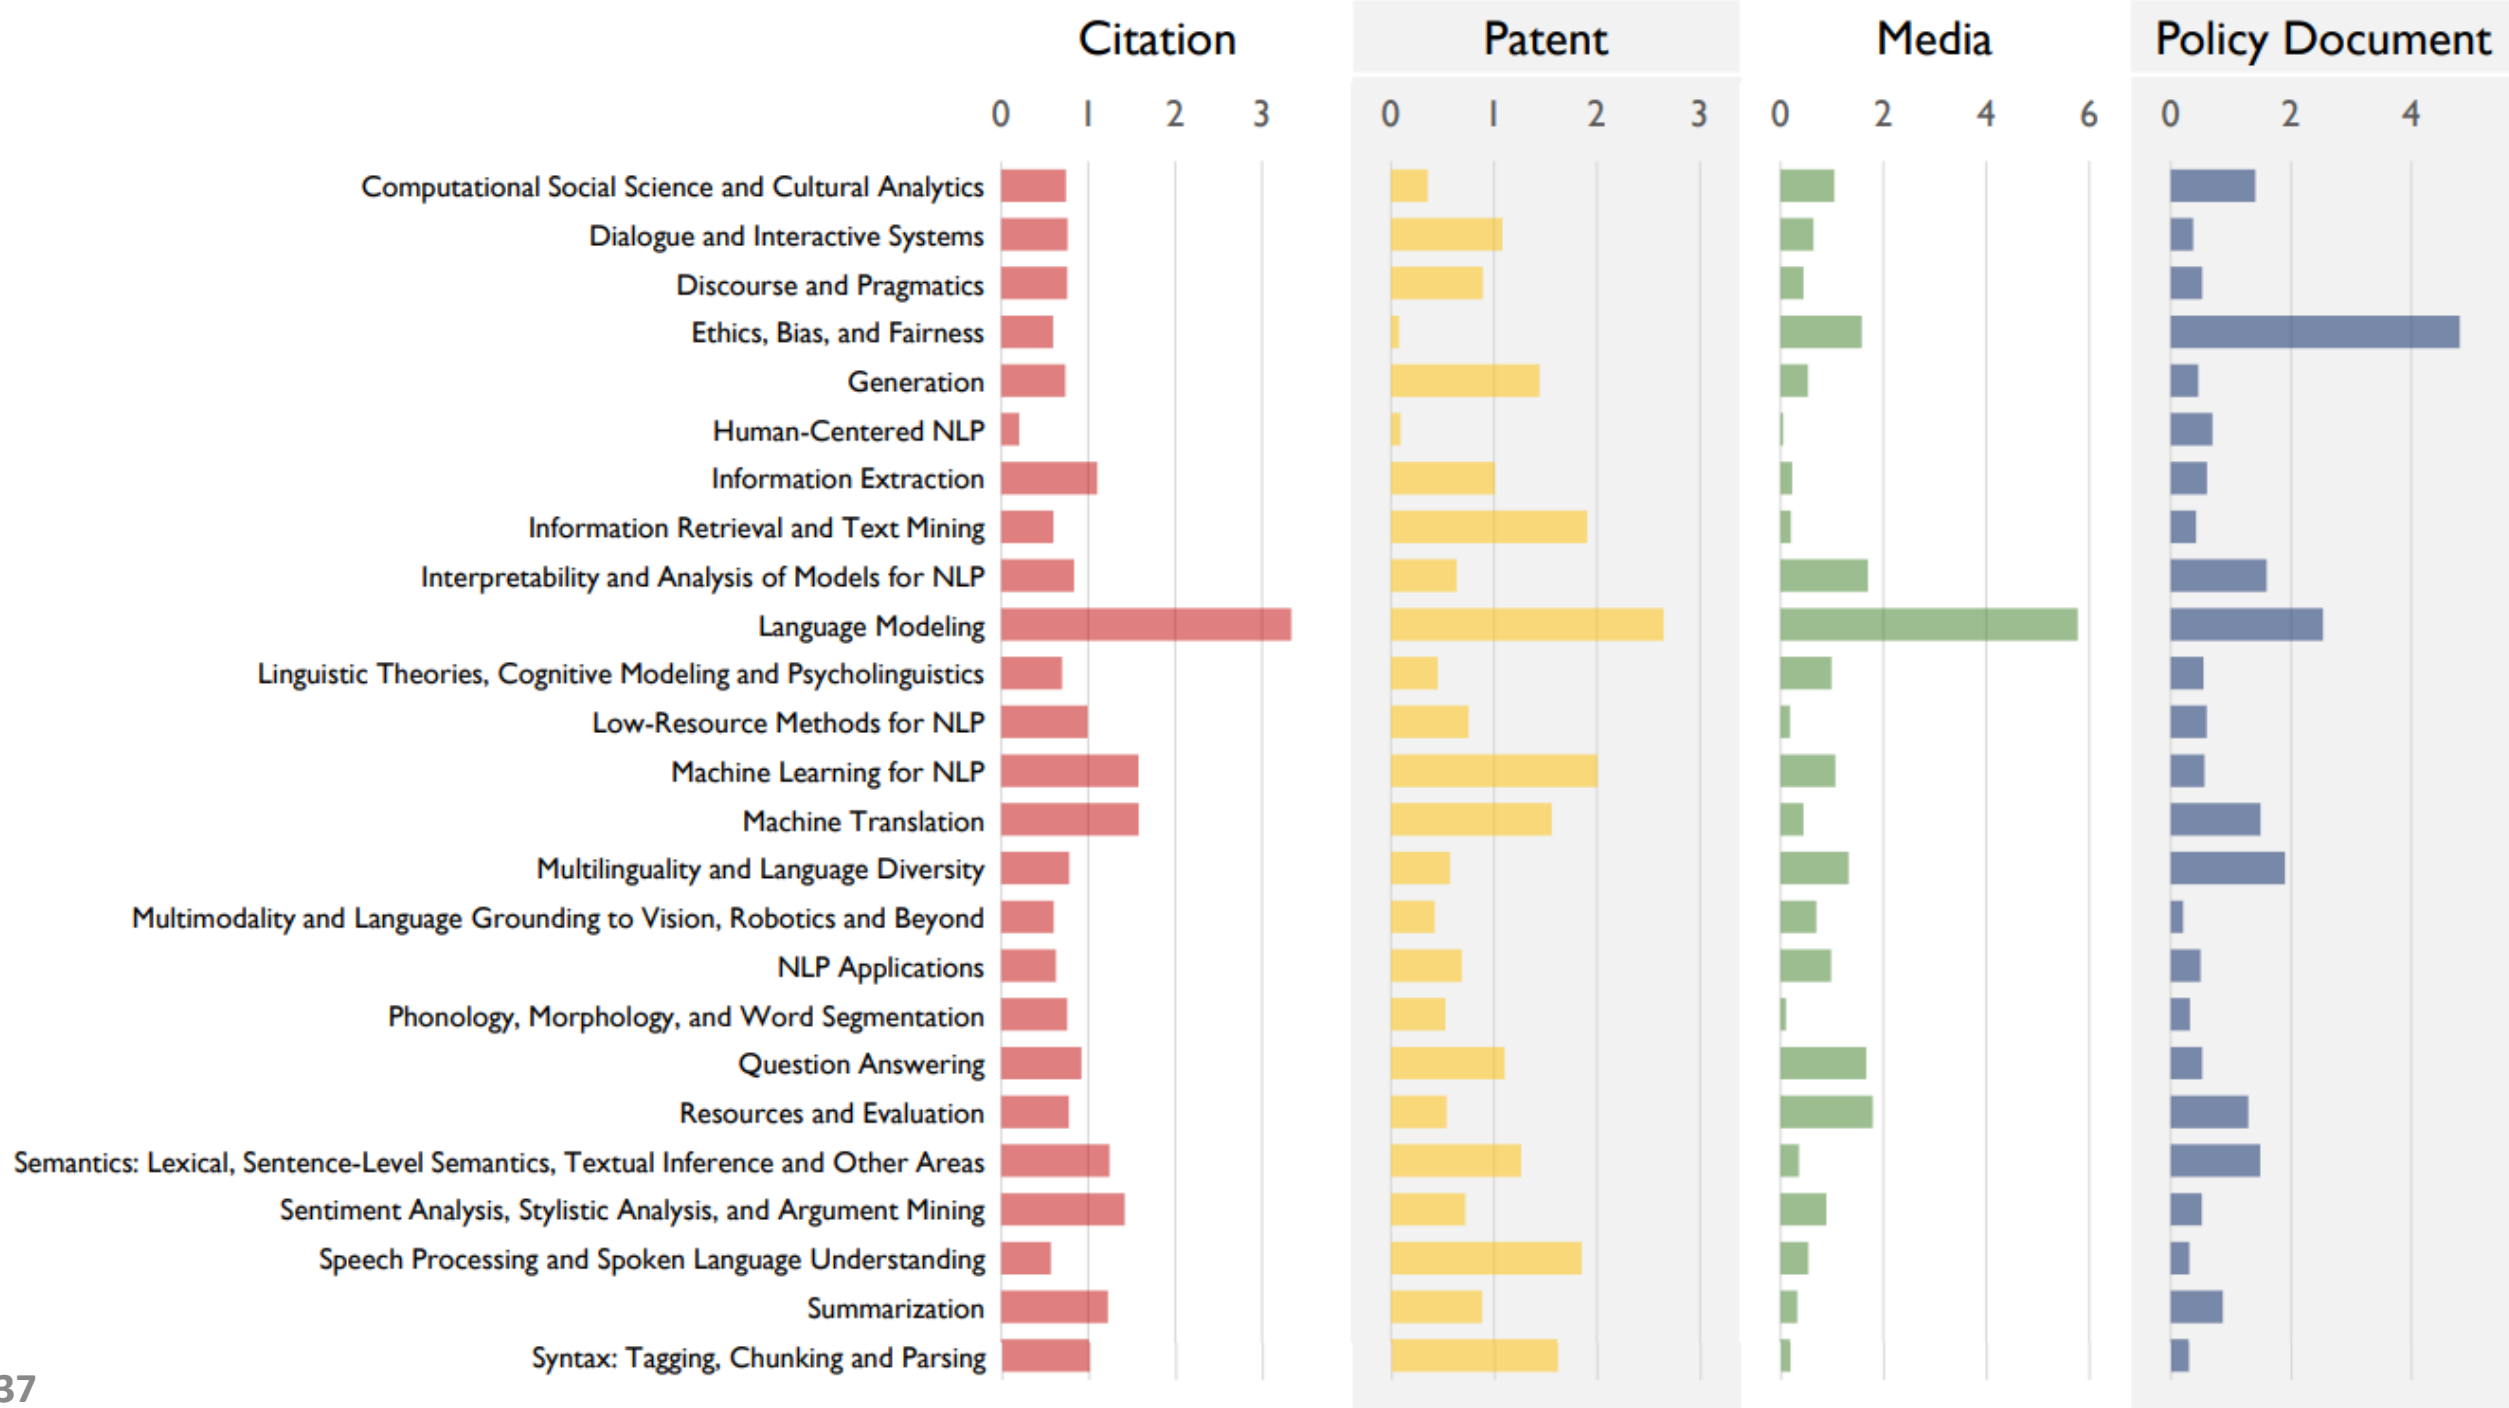 Citation Patent Media Policy Document
0 1 2 3 0 1 2 3 0 2 4 6 0 2 4
Computational Social Science and Cultural Analytics
Dialogue and Interactive Systems
Discourse and Pragmatics
Ethics, Bias, and Fairness
Generation
Human-Centered NLP
Information Extraction
Information Retrieval and Text Mining
Interpretability and Analysis of Models for NLP
Language Modeling
Linguistic Theories, Cognitive Modeling and Psycholinguistics
Low-Resource Methods for NLP
Machine Learning for NLP
Machine Translation
Multilinguality and Language Diversity
Multimodality and Language Grounding to Vision, Robotics and Beyond
NLP Applications
Phonology, Morphology, and Word Segmentation
Question Answering
Resources and Evaluation
Semantics: Lexical, Sentence-Level Semantics, Textual Inference and Other Areas
Sentiment Analysis, Stylistic Analysis, and Argument Mining
Speech Processing and Spoken Language Understanding
Summarization
Syntax: Tagging, Chunking and Parsing
37